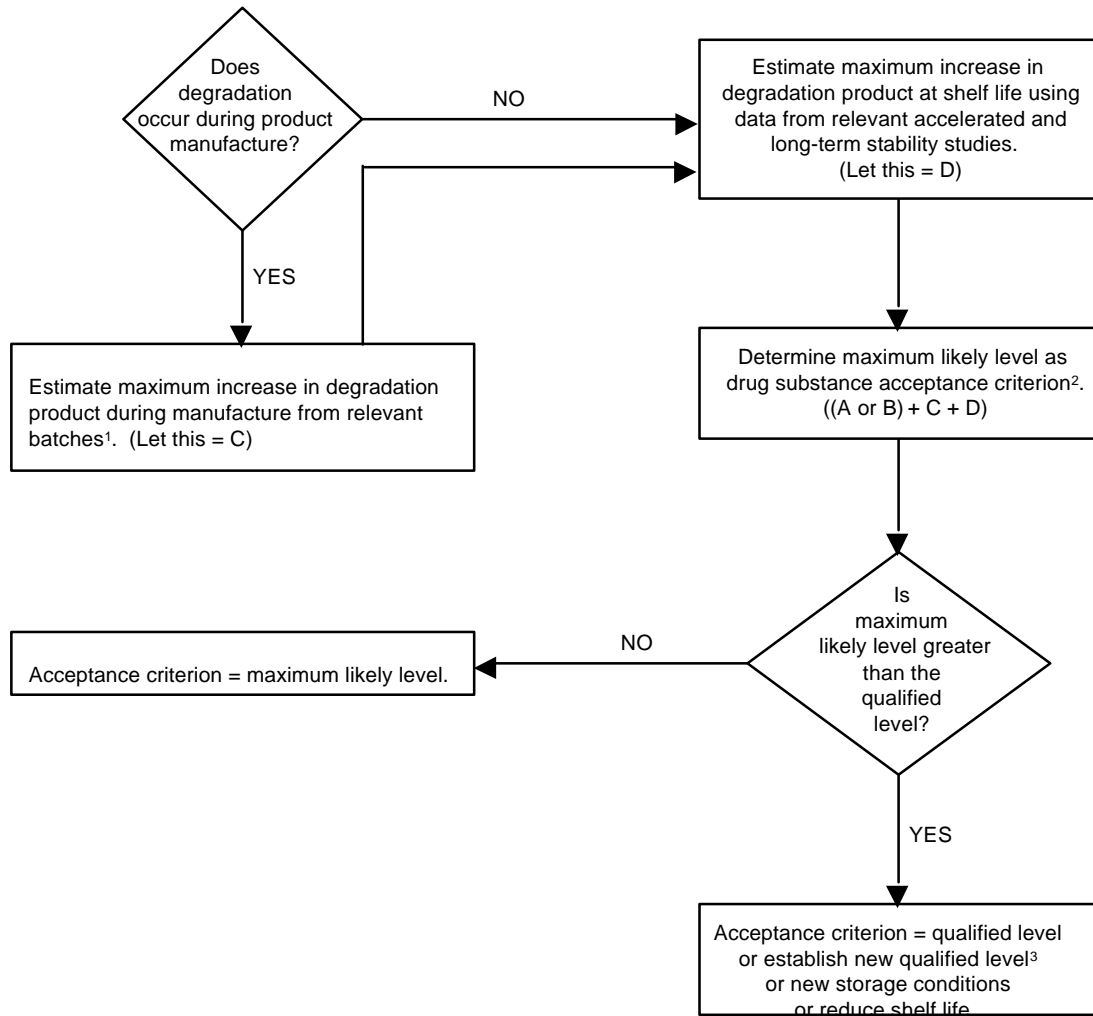 Does
degradation
occur during product
manufacture?
NO
Estimate maximum increase in
degradation product at shelf life using
data from relevant accelerated and
long-term stability studies.
(Let this = D)
YES
Estimate maximum increase in degradation
product during manufacture from relevant
batches¹.  (Let this = C)
Determine maximum likely level as
drug substance acceptance criterion².
((A or B) + C + D)
Is
maximum
likely level greater
than the
qualified
level?
NO
Acceptance criterion = maximum likely level.
YES
Acceptance criterion = qualified level
or establish new qualified level³
or new storage conditions
or reduce shelf life